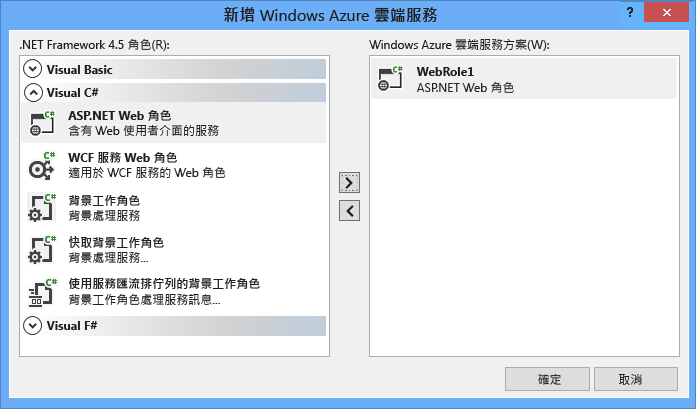 新增 Windows Azure 雲端服務
?
.NET Framework 4.5 角色(R):
Visual Basic
Visual C#
C#
ASP.NET Web 角色
含有 Web 使用者介面的服務
C#
WCF 服務 Web 角色
適用於 WCF 服務的 Web 角色
C#
背景工作角色
背景處理服務
C#
快取背景工作角色
背景處理服務...
C#
使用服務匯流排佇列的背景工作角色
背景工作角色處理服務訊息...
Visual F#
Windows Azure 雲端服務方案(W):
C#
WebRole1
ASP.NET Web 角色
確定
取消